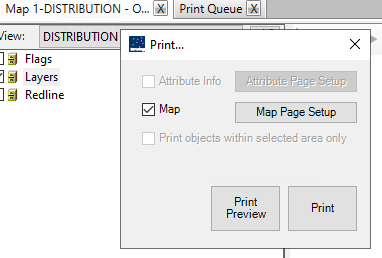 Map 1-DISTRIBUTION - O... X Print Queue X
View: DISTRIBUTION
Flags
Layers
Redline
Print...
Attribute Info Attribute Page Setup
Map Map Page Setup
Print objects within selected area only
Print
Preview
Print